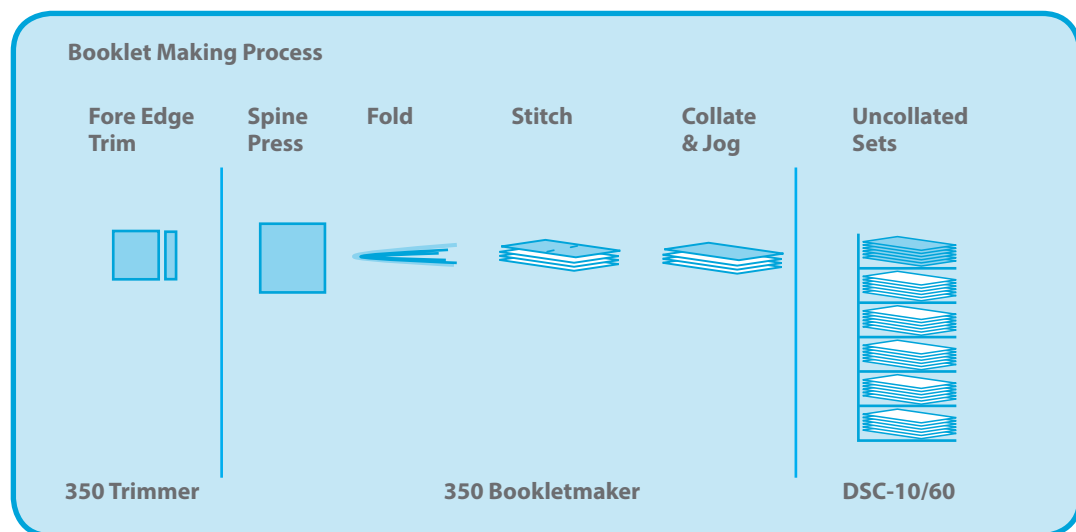 Booklet Making Process
Fore Edge
Trim
Spine
Press
Fold
Stitch
Collate
& Jog
Uncollated
Sets
350 Trimmer
350 Bookletmaker
DSC-10/60